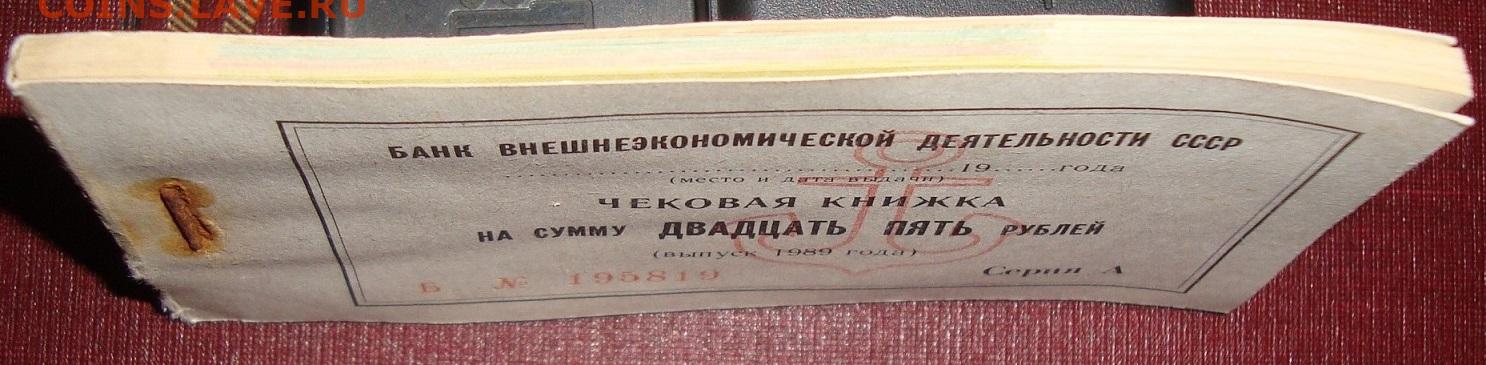 COINS.LAVE.RU
БАНК ВНЕШНЕЭКОНОМИЧЕСКОЙ ДЕЯТЕЛЬНОСТИ СССР
........................................19......года
(место и дата выдачи)
ЧЕКОВАЯ КНИЖКА
НА СУММУ ДВАДЦАТЬ ПЯТЬ РУБЛЕЙ
(выпуск 1989 года)
Б № 195819 Серия А